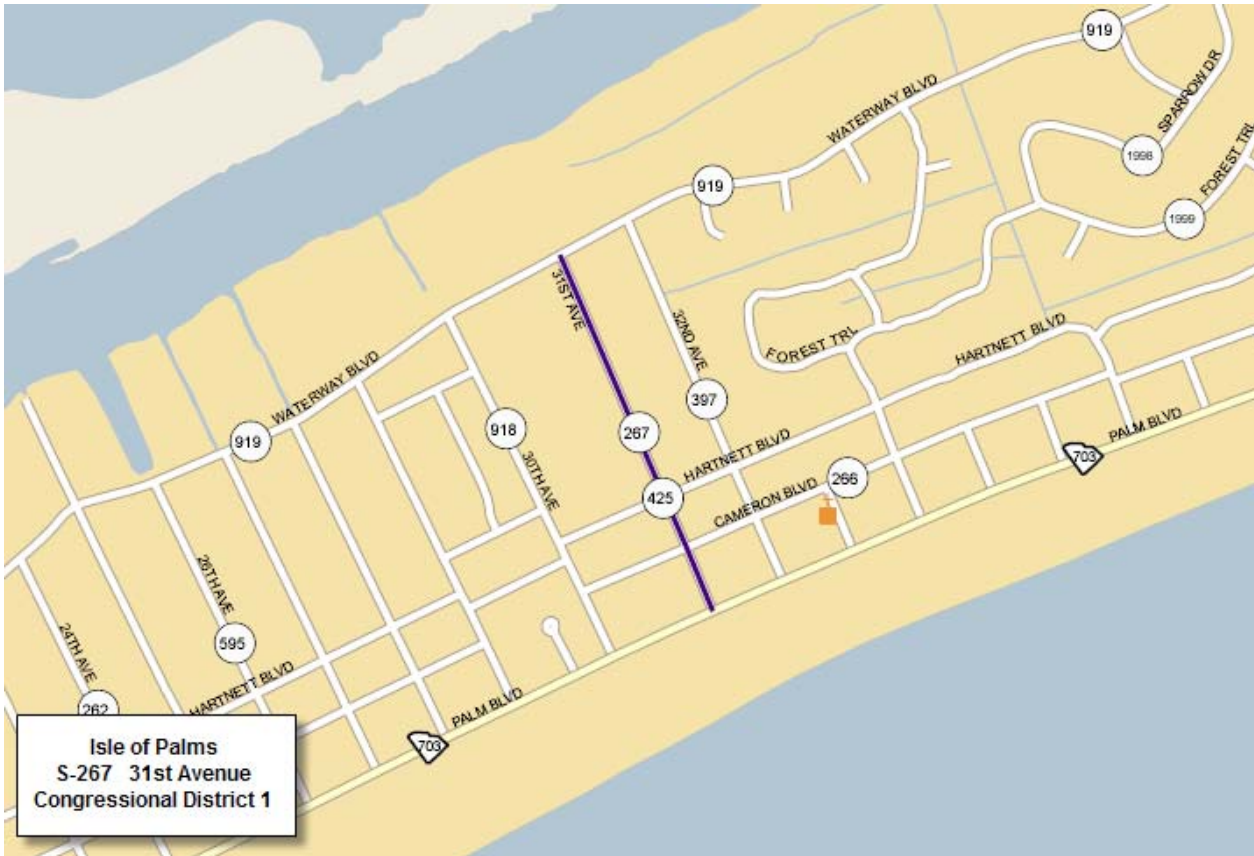 919
WATERWAY BLVD
SPARROW DR
1998
FOREST TRL
919
1999
31ST AVE
32ND AVE
FOREST TRL
HARTNETT BLVD
WATERWAY BLVD
397
PALM BLVD
919
918
267
HARTNETT BLVD
703
30TH AVE
425
266
CAMERON BLVD
26TH AVE
595
24TH AVE
262
HARTNETT BLVD
PALM BLVD
703
Isle of Palms
S-267 31st Avenue
Congressional District 1